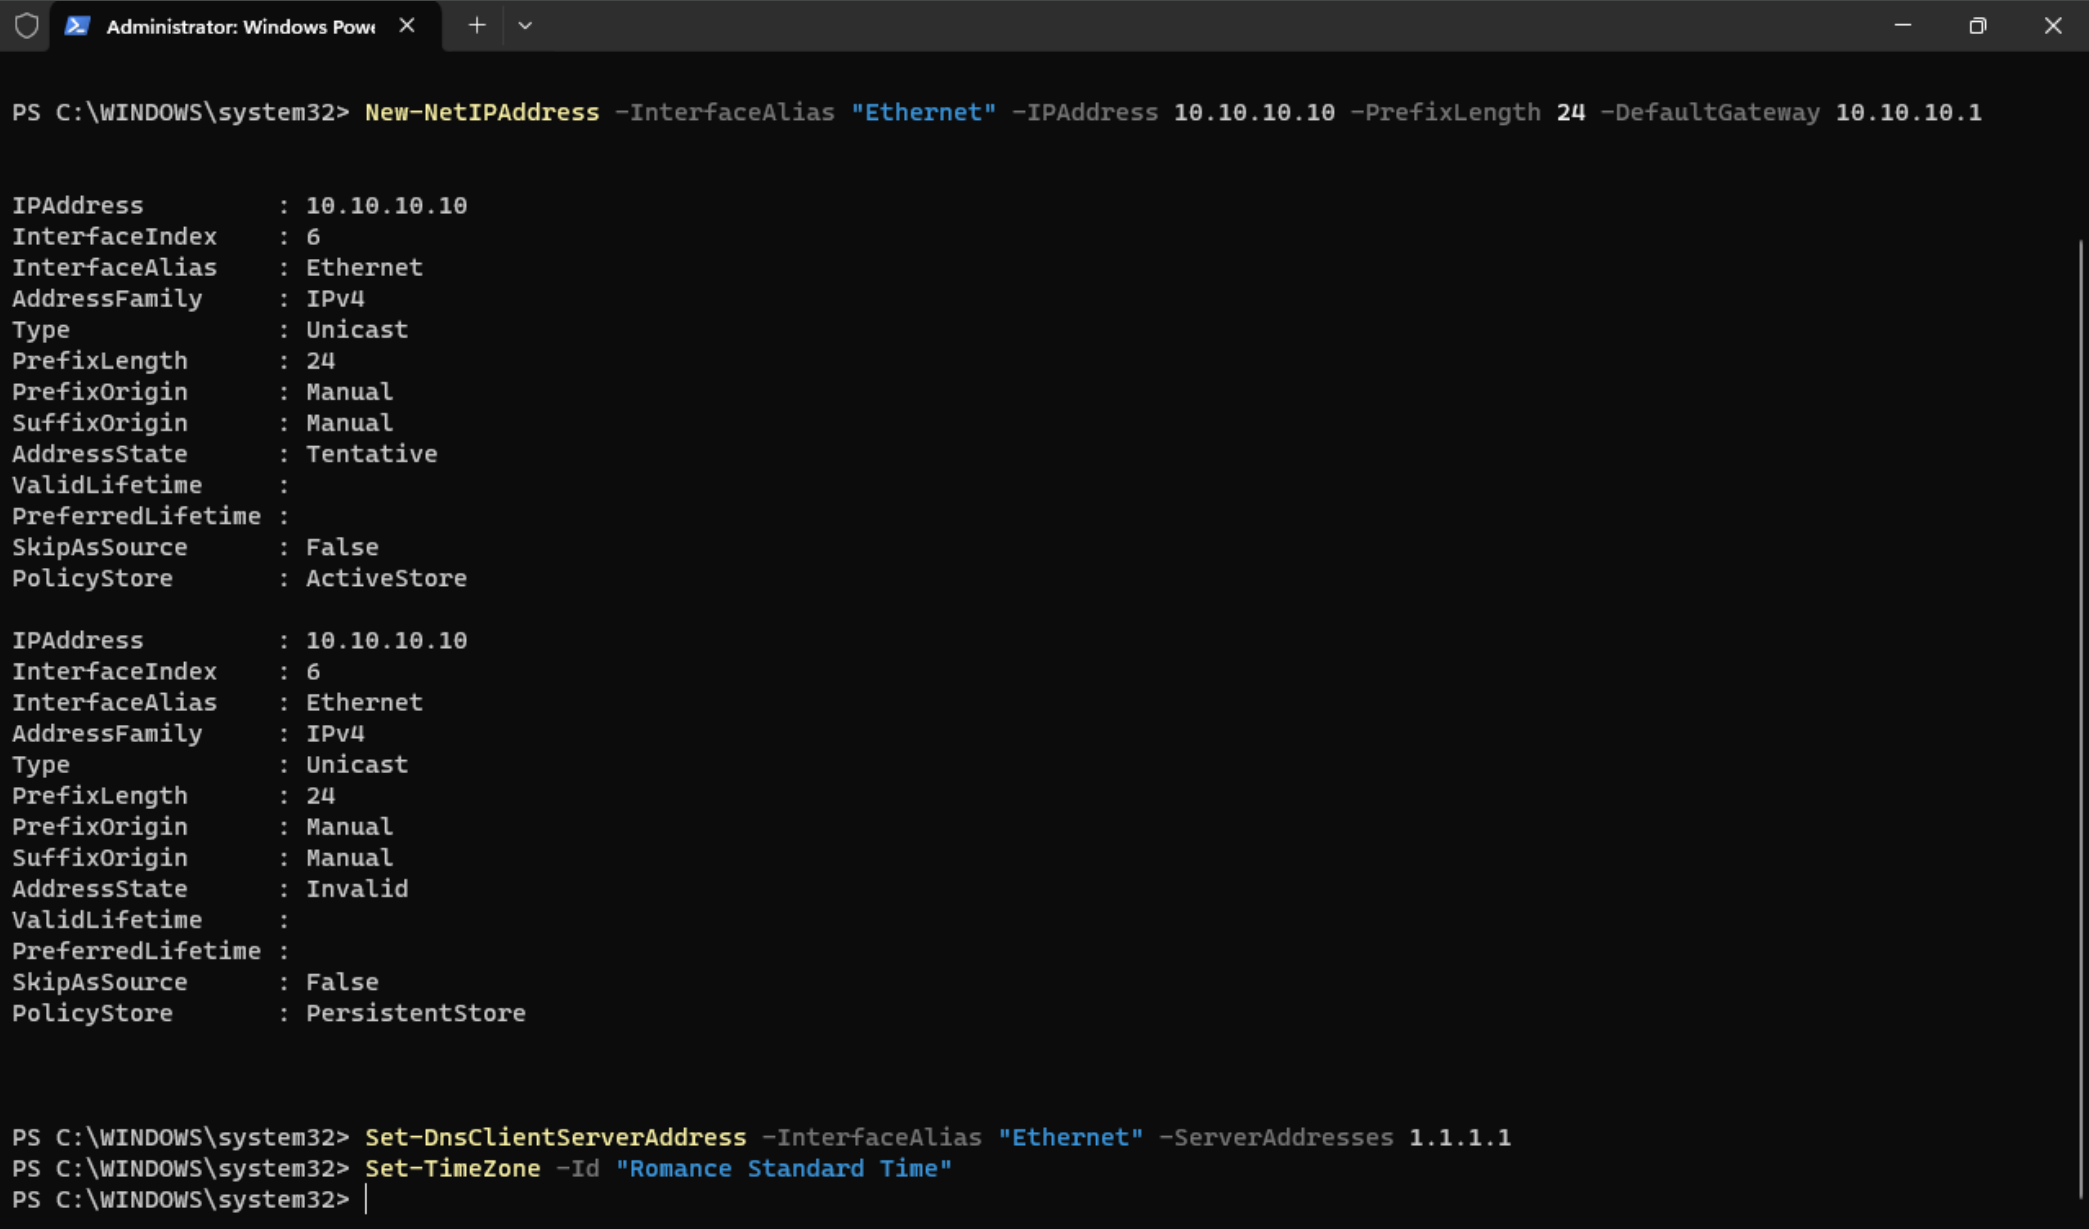 Administrator: Windows Powe
PS C:\WINDOWS\system32> New-NetIPAddress -InterfaceAlias "Ethernet" -IPAddress 10.10.10.10 -PrefixLength 24 -DefaultGateway 10.10.10.1
IPAddress         : 10.10.10.10
InterfaceIndex    : 6
InterfaceAlias    : Ethernet
AddressFamily     : IPv4
Type              : Unicast
PrefixLength      : 24
PrefixOrigin      : Manual
SuffixOrigin      : Manual
AddressState      : Tentative
ValidLifetime     :
PreferredLifetime :
SkipAsSource      : False
PolicyStore       : ActiveStore
IPAddress         : 10.10.10.10
InterfaceIndex    : 6
InterfaceAlias    : Ethernet
AddressFamily     : IPv4
Type              : Unicast
PrefixLength      : 24
PrefixOrigin      : Manual
SuffixOrigin      : Manual
AddressState      : Invalid
ValidLifetime     :
PreferredLifetime :
SkipAsSource      : False
PolicyStore       : PersistentStore
PS C:\WINDOWS\system32> Set-DnsClientServerAddress -InterfaceAlias "Ethernet" -ServerAddresses 1.1.1.1
PS C:\WINDOWS\system32> Set-TimeZone -Id "Romance Standard Time"
PS C:\WINDOWS\system32>